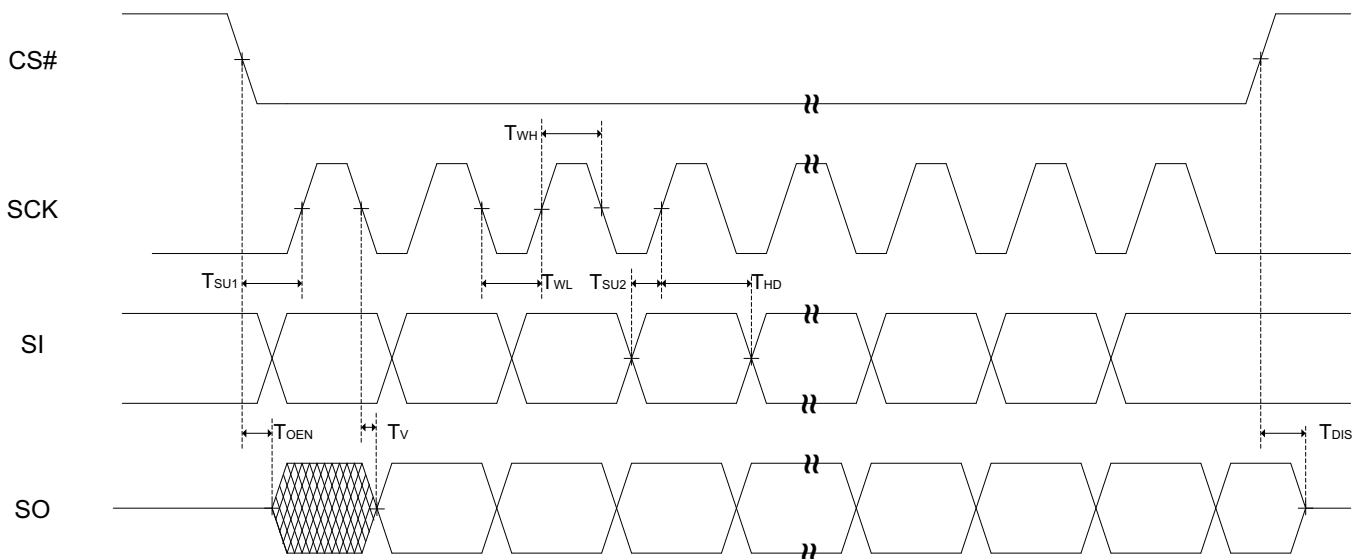 CS#
TWH
SCK
TSU1
TWL
TSU2
THD
SI
TOEN
TV
TDIS
SO